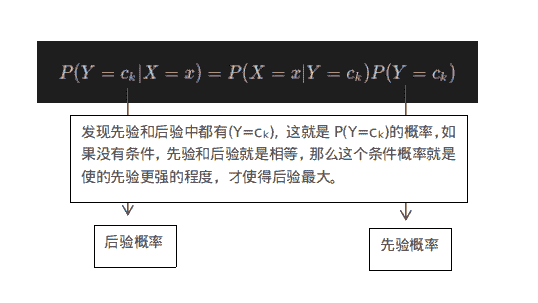 P(Y = cₖ|X = x) = P(X = x|Y = cₖ)P(Y = cₖ)
发现先验和后验中都有(Y=cₖ), 这就是 P(Y=cₖ)的概率,如
果没有条件，先验和后验就是相等，那么这个条件概率就是
使的先验更强的程度，才使得后验最大。
后验概率
先验概率